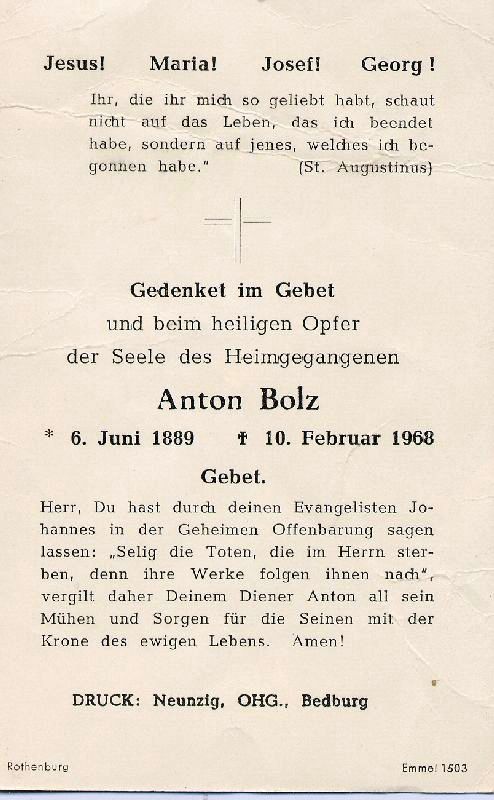 Jesus! Maria! Josef! Georg!
Ihr, die ihr mich so geliebt habt, schaut
nicht auf das Leben, das ich beendet
habe, sondern auf jenes, welches ich be-
gonnen habe." (St. Augustinus)
Gedenket im Gebet
und beim heiligen Opfer
der Seele des Heimgegangenen
Anton Bolz
* 6. Juni 1889 ✝ 10. Februar 1968
Gebet.
Herr, Du hast durch deinen Evangelisten Jo-
hannes in der Geheimen Offenbarung sagen
lassen: „Selig die Toten, die im Herrn ster-
ben, denn ihre Werke folgen ihnen nach",
vergilt daher Deinem Diener Anton all sein
Mühen und Sorgen für die Seinen mit der
Krone des ewigen Lebens. Amen!
DRUCK: Neunzig, OHG., Bedburg
Rothenburg Emmel 1503